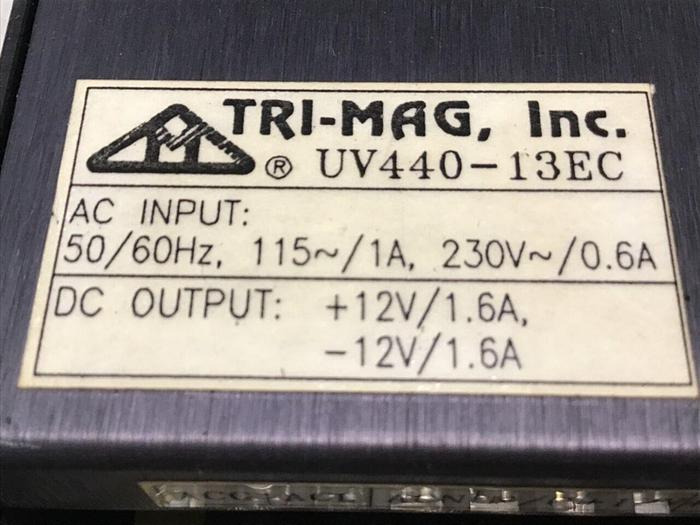 TRI-MAG, Inc.
® UV440-13EC
AC INPUT:
50/60Hz, 115~/1A, 230V~/0.6A
DC OUTPUT: +12V/1.6A,
-12V/1.6A